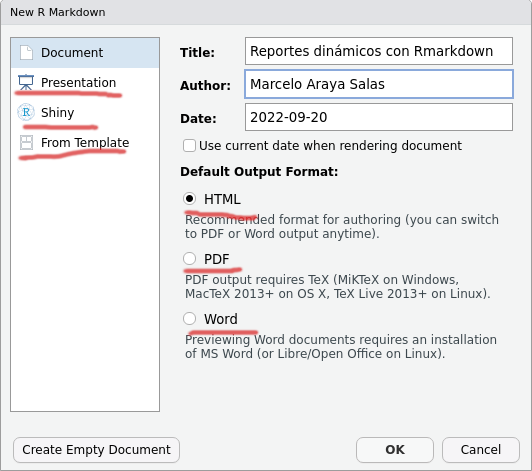 New R Markdown
Document
Presentation
Shiny
From Template
Title: Reportes dinámicos con Rmarkdown
Author: Marcelo Araya Salas
Date: 2022-09-20
Use current date when rendering document
Default Output Format:
HTML
Recommended format for authoring (you can switch
to PDF or Word output anytime).
PDF
PDF output requires TeX (MiKTeX on Windows,
MacTeX 2013+ on OS X, TeX Live 2013+ on Linux).
Word
Previewing Word documents requires an installation
of MS Word (or Libre/Open Office on Linux).
Create Empty Document
OK
Cancel